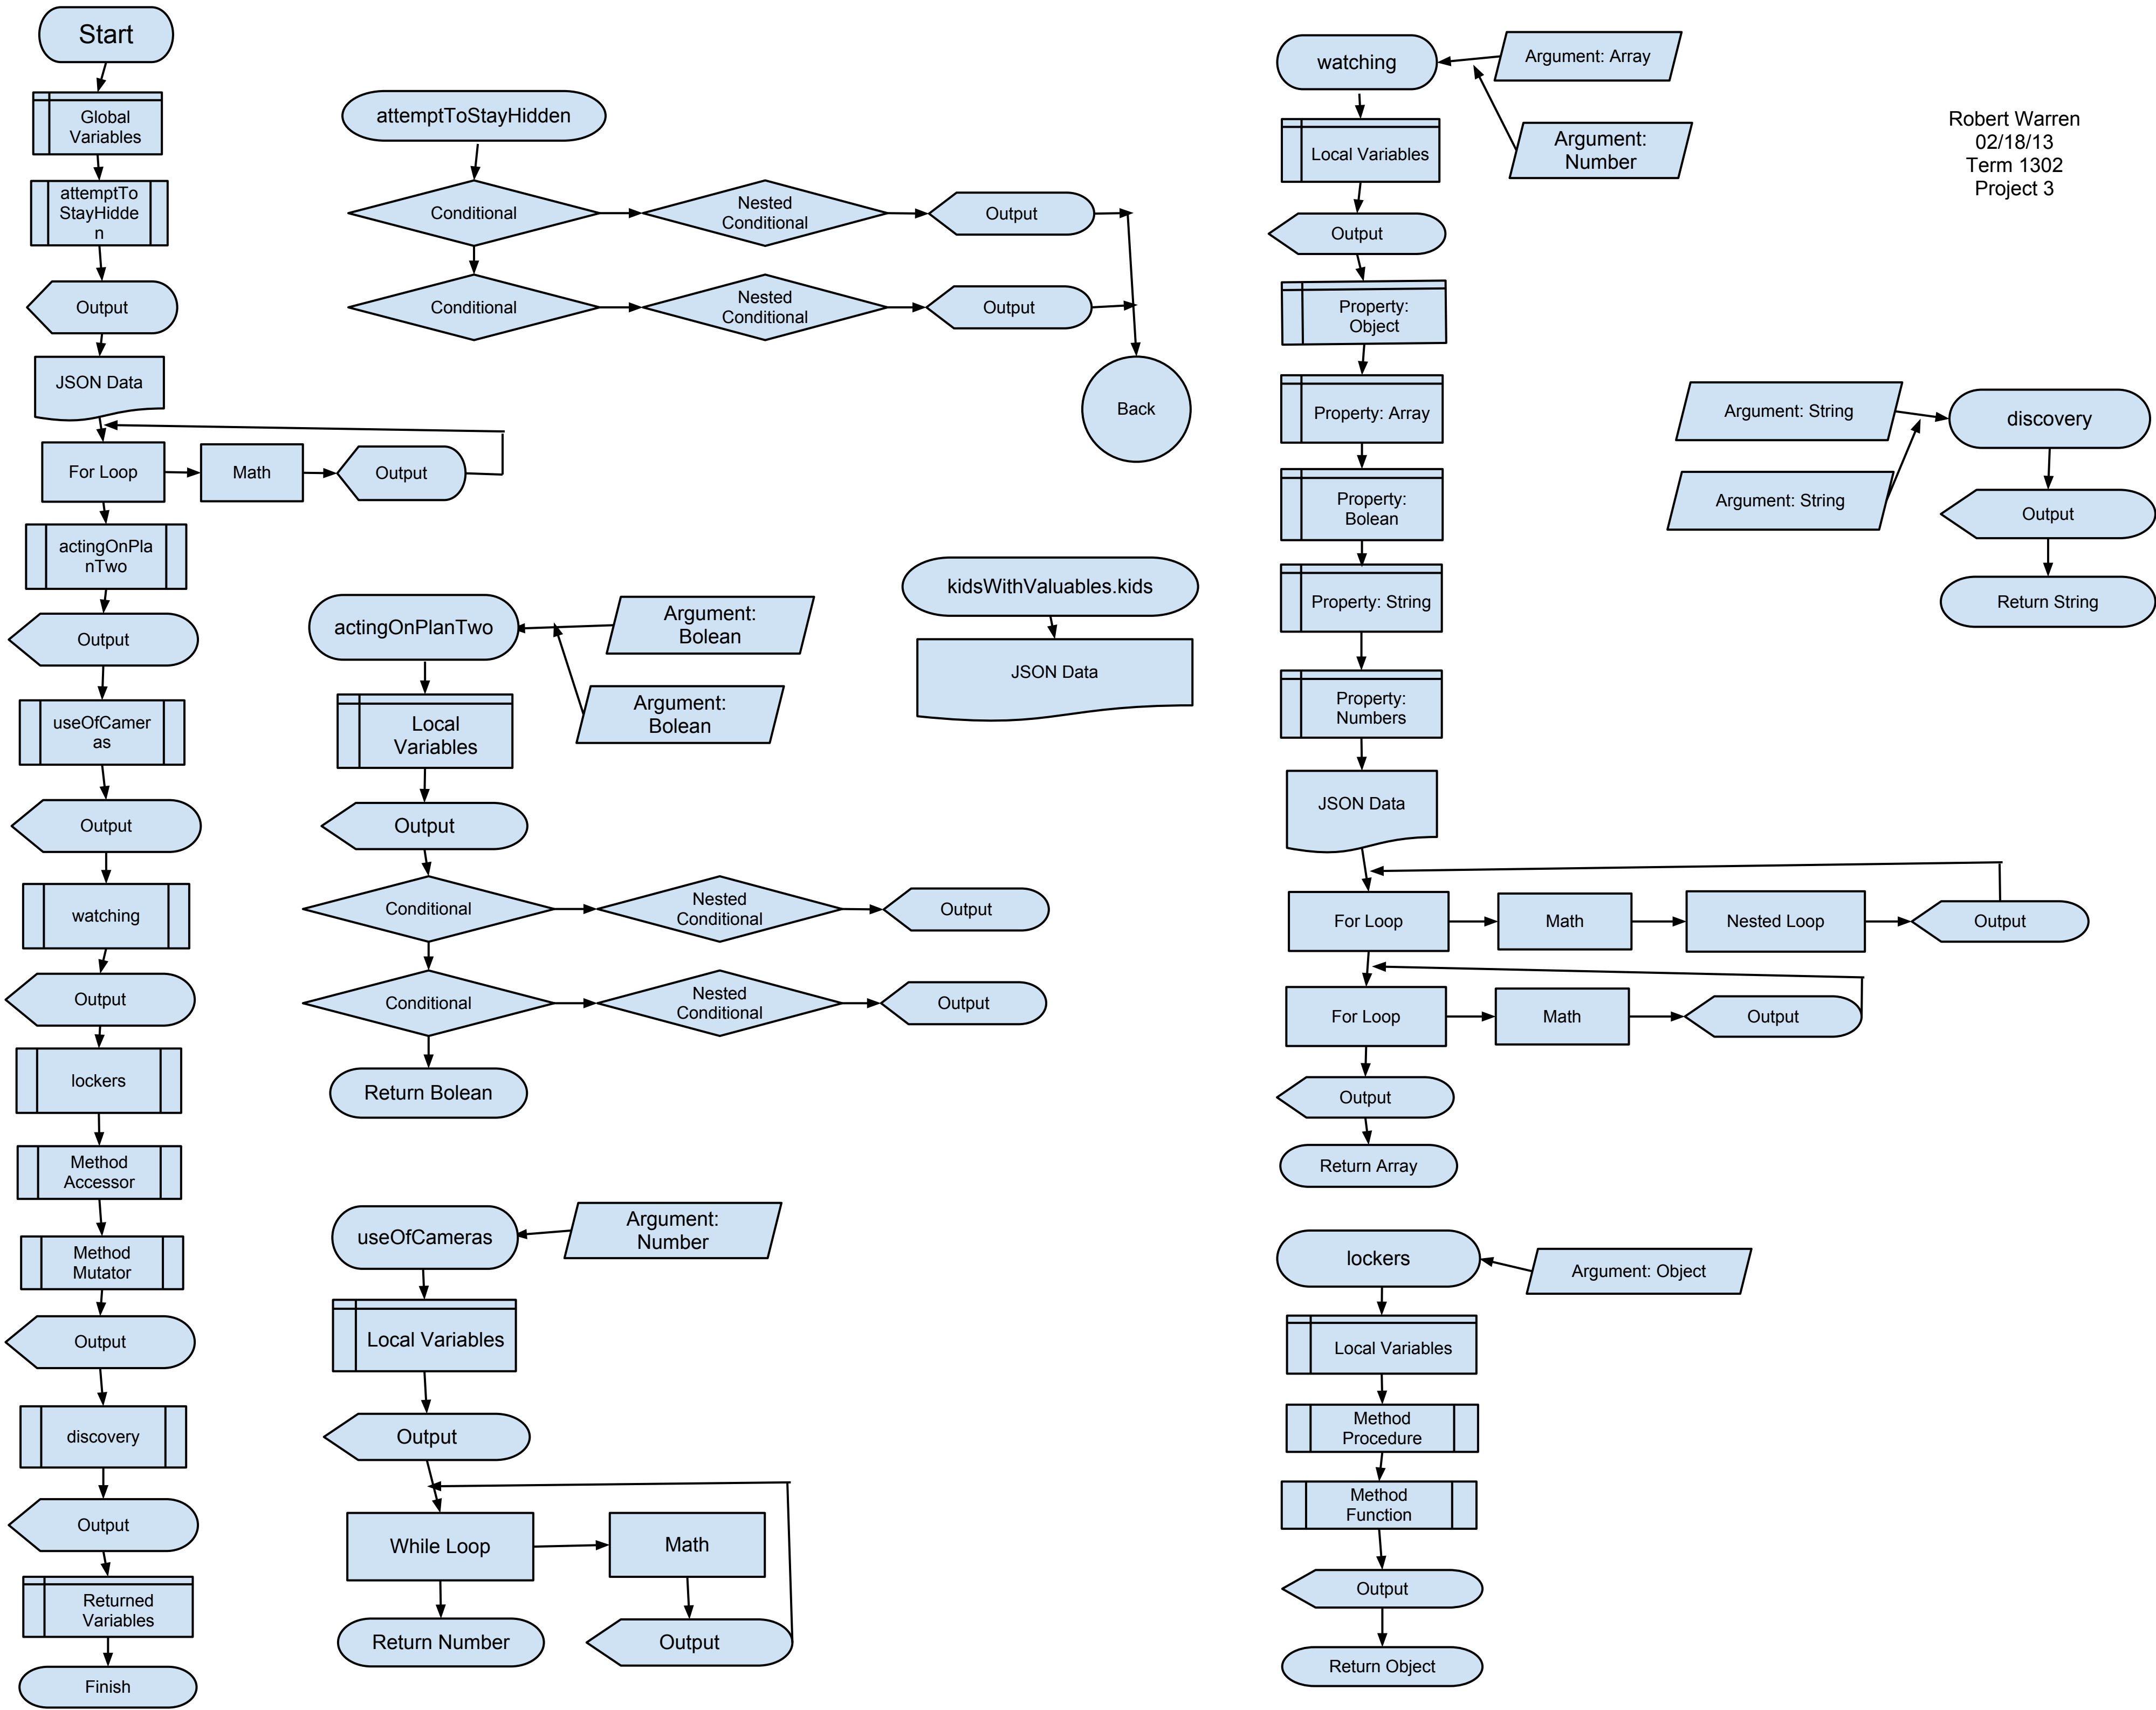 Start
Global
Variables
attemptTo
StayHidde
n
Output
JSON Data
For Loop
Math
Output
actingOnPla
nTwo
Output
useOfCamer
as
Output
watching
Output
lockers
Method
Accessor
Method
Mutator
Output
discovery
Output
Returned
Variables
Finish
attemptToStayHidden
Conditional
Nested
Conditional
Output
Conditional
Nested
Conditional
Output
Back
actingOnPlanTwo
Argument:
Bolean
Argument:
Bolean
Local
Variables
Output
Conditional
Nested
Conditional
Output
Conditional
Nested
Conditional
Output
Return Bolean
kidsWithValuables.kids
JSON Data
useOfCameras
Argument:
Number
Local Variables
Output
While Loop
Math
Return Number
Output
watching
Argument: Array
Argument:
Number
Local Variables
Output
Property:
Object
Property: Array
Property:
Bolean
Property: String
Property:
Numbers
JSON Data
For Loop
Math
Nested Loop
Output
For Loop
Math
Output
Output
Return Array
lockers
Argument: Object
Local Variables
Method
Procedure
Method
Function
Output
Return Object
Robert Warren
02/18/13
Term 1302
Project 3
Argument: String
discovery
Argument: String
Output
Return String